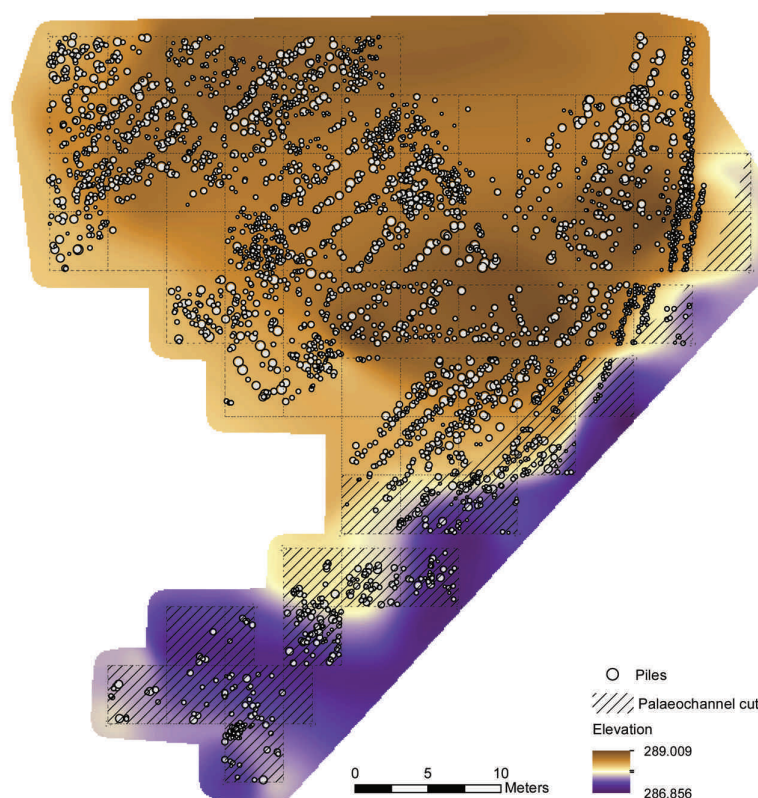 Piles
Palaeochannel cut
Elevation
289.009
286.856
0 5 10
Meters